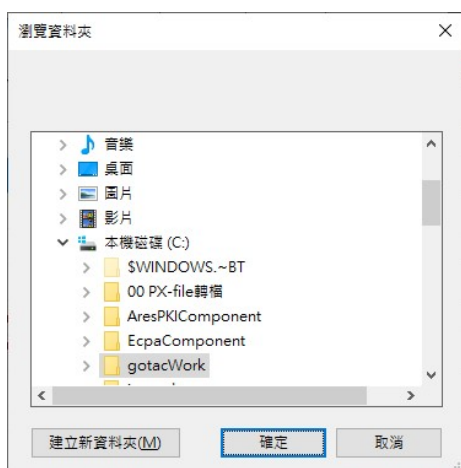 瀏覽資料夾
音樂
桌面
圖片
影片
本機磁碟 (C:)
$WINDOWS.~BT
00 PX-file轉檔
AresPKIComponent
EcpaComponent
gotacWork
建立新資料夾(M) 確定 取消